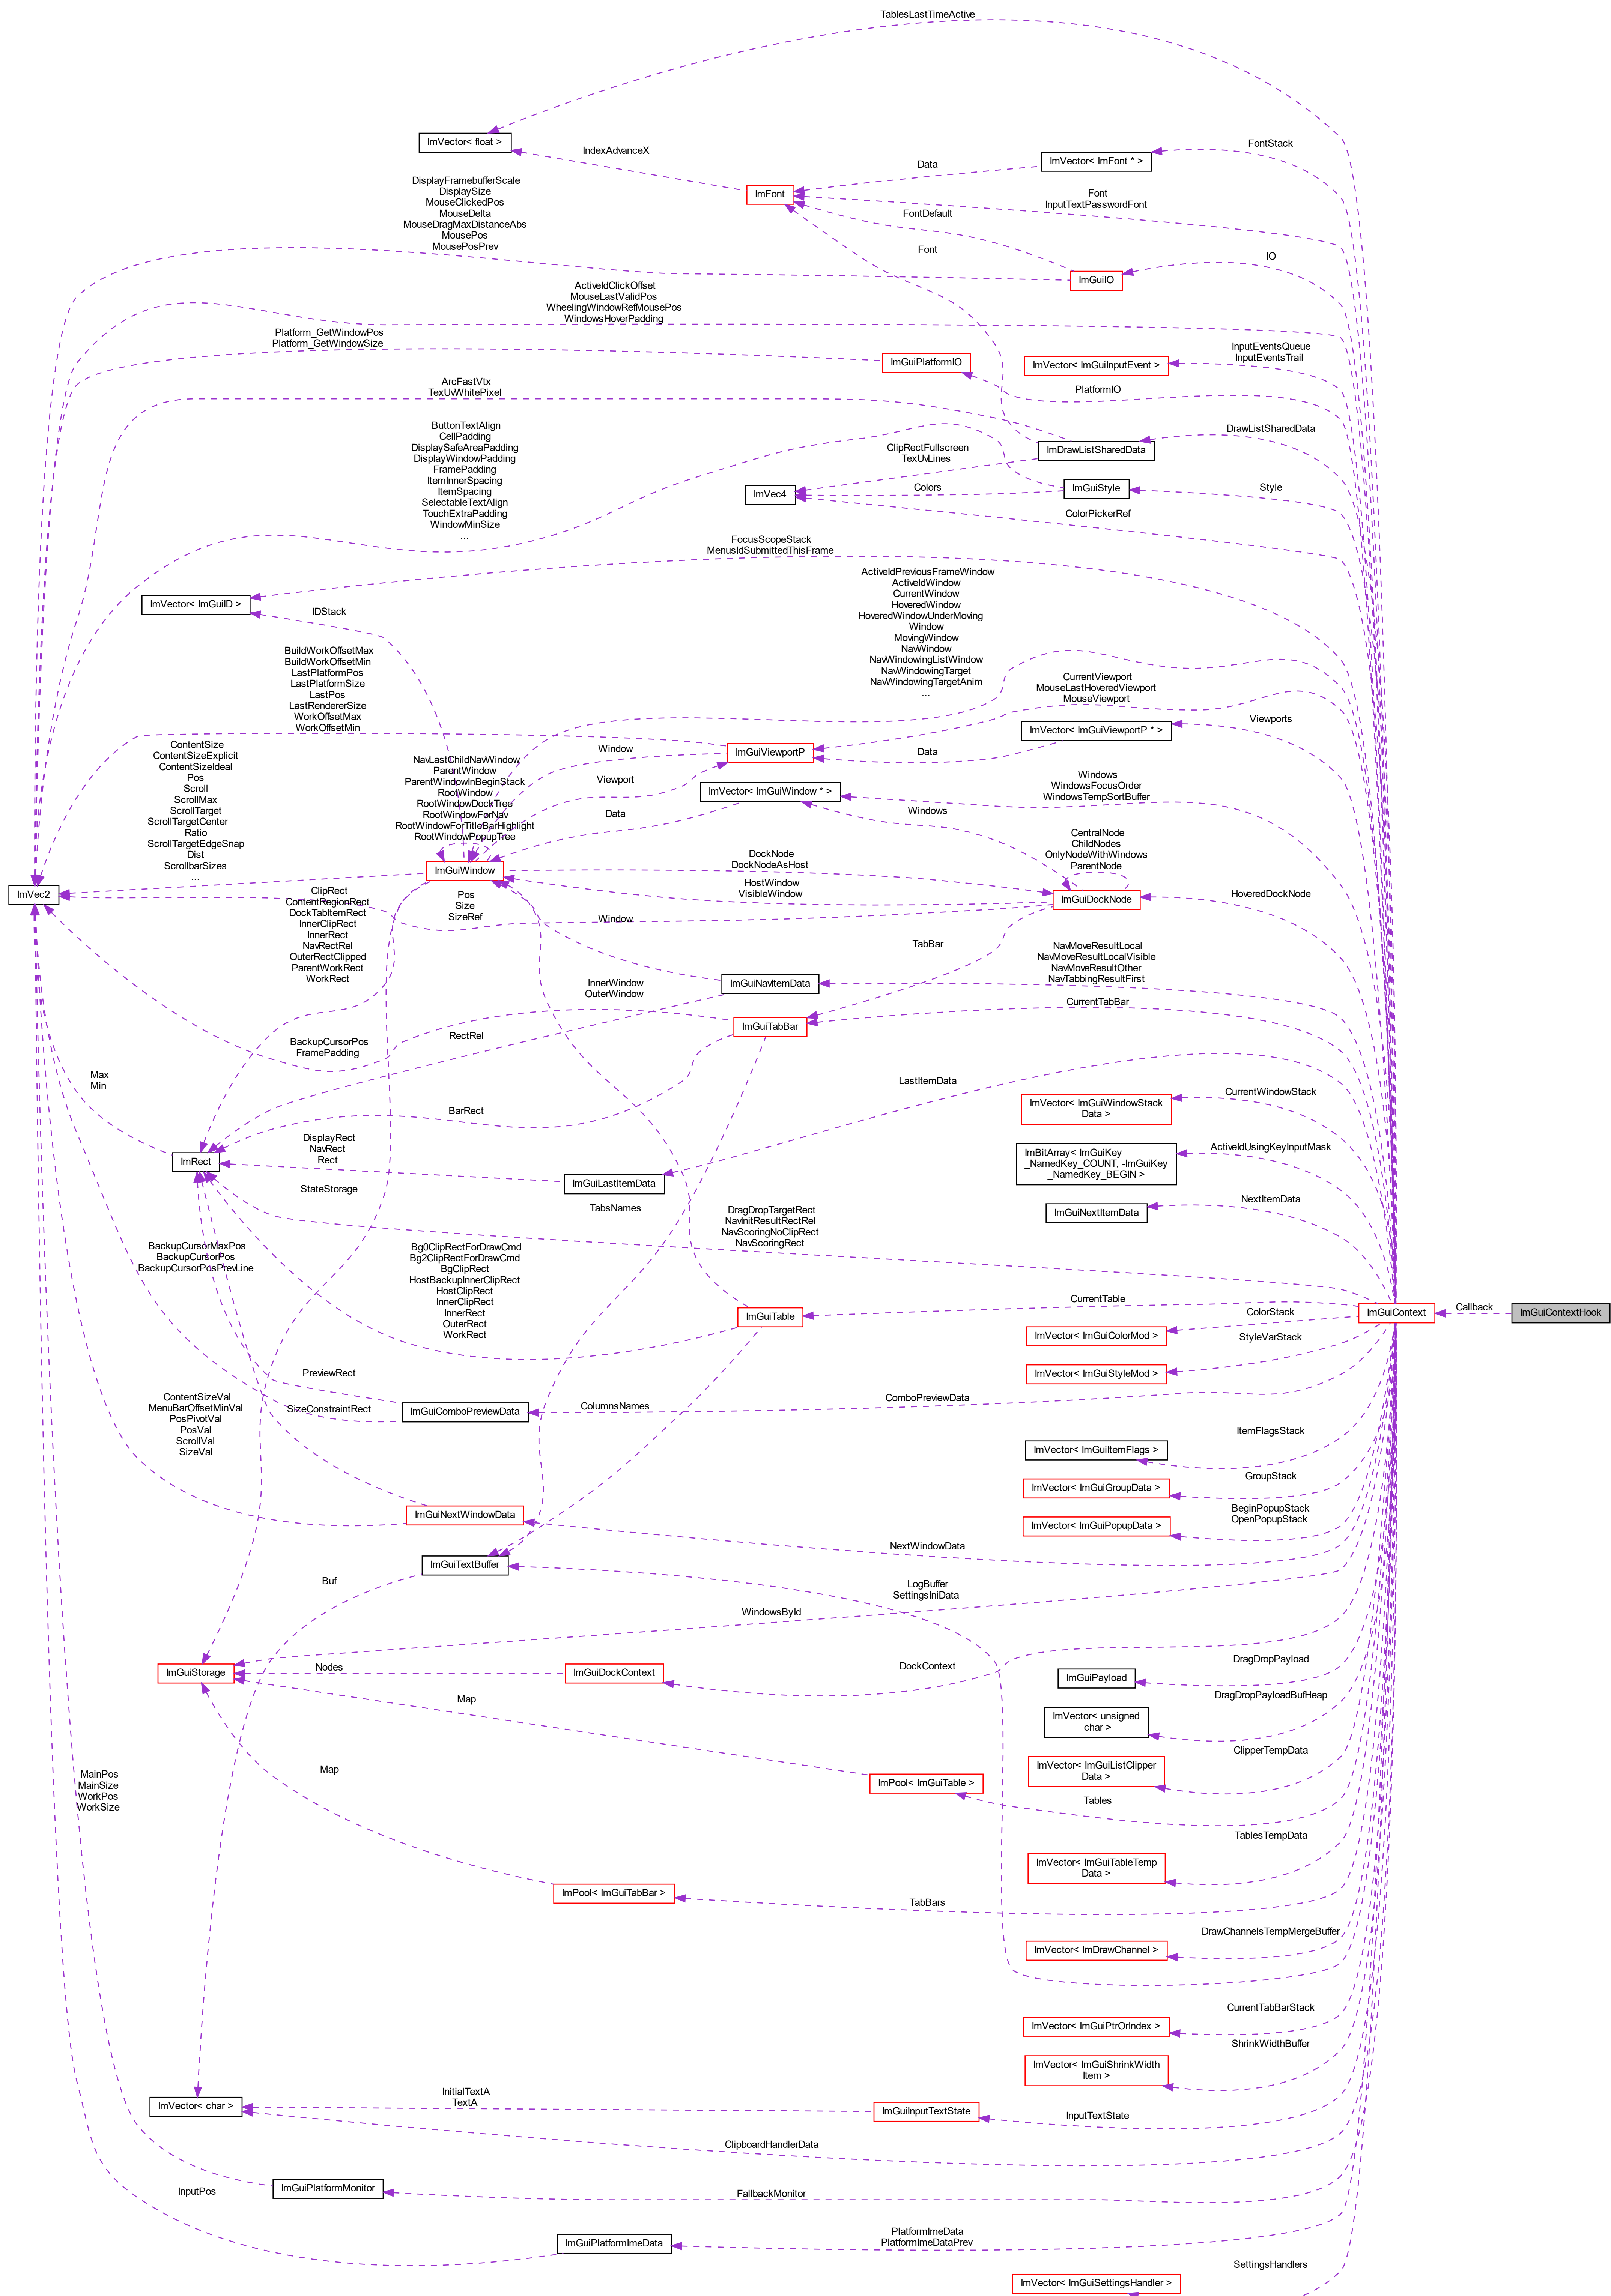 TablesLastTimeActive
ImVector< float >
IndexAdvanceX
Data
ImVector< ImFont * >
FontStack
DisplayFramebufferScale
DisplaySize
MouseClickedPos
MouseDelta
MouseDragMaxDistanceAbs
MousePos
MousePosPrev
ImFont
Font
InputTextPasswordFont
FontDefault
Font
IO
ImGuiIO
ActiveIdClickOffset
MouseLastValidPos
WheelingWindowRefMousePos
WindowsHoverPadding
Platform_GetWindowPos
Platform_GetWindowSize
ImGuiPlatformIO
ImVector< ImGuiInputEvent >
InputEventsQueue
InputEventsTrail
PlatformIO
ArcFastVtx
TexUvWhitePixel
ButtonTextAlign
CellPadding
DisplaySafeAreaPadding
DisplayWindowPadding
FramePadding
ItemInnerSpacing
ItemSpacing
SelectableTextAlign
TouchExtraPadding
WindowMinSize
...
ClipRectFullscreen
TexUvLines
ImDrawListSharedData
DrawListSharedData
ImVec4
Colors
ImGuiStyle
Style
ColorPickerRef
FocusScopeStack
MenusIdSubmittedThisFrame
ImVector< ImGuiID >
IDStack
ActiveIdPreviousFrameWindow
ActiveIdWindow
CurrentWindow
HoveredWindow
HoveredWindowUnderMoving
Window
MovingWindow
NavWindow
NavWindowingListWindow
NavWindowingTarget
NavWindowingTargetAnim
...
BuildWorkOffsetMax
BuildWorkOffsetMin
LastPlatformPos
LastPlatformSize
LastPos
LastRendererSize
WorkOffsetMax
WorkOffsetMin
CurrentViewport
MouseLastHoveredViewport
MouseViewport
ImVector< ImGuiViewportP * >
Viewports
ContentSize
ContentSizeExplicit
ContentSizeIdeal
Pos
Scroll
ScrollMax
ScrollTarget
ScrollTargetCenter
Ratio
ScrollTargetEdgeSnap
Dist
ScrollbarSizes
...
NavLastChildNavWindow
ParentWindow
ParentWindowInBeginStack
RootWindow
RootWindowDockTree
RootWindowForNav
RootWindowForTitleBarHighlight
RootWindowPopupTree
Window
ImGuiViewportP
Data
Viewport
ImVector< ImGuiWindow * >
Data
Windows
Windows
WindowsFocusOrder
WindowsTempSortBuffer
CentralNode
ChildNodes
OnlyNodeWithWindows
ParentNode
ImVec2
ImGuiWindow
DockNode
DockNodeAsHost
HostWindow
VisibleWindow
ImGuiDockNode
HoveredDockNode
ClipRect
ContentRegionRect
DockTabItemRect
InnerClipRect
InnerRect
NavRectRel
OuterRectClipped
ParentWorkRect
WorkRect
Pos
Size
SizeRef
Window
TabBar
NavMoveResultLocal
NavMoveResultLocalVisible
NavMoveResultOther
NavTabbingResultFirst
InnerWindow
OuterWindow
ImGuiNavItemData
CurrentTabBar
BackupCursorPos
FramePadding
RectRel
ImGuiTabBar
Max
Min
BarRect
LastItemData
ImVector< ImGuiWindowStack
Data >
CurrentWindowStack
ImRect
DisplayRect
NavRect
Rect
ImGuiLastItemData
ImBitArray< ImGuiKey
_NamedKey_COUNT, -ImGuiKey
_NamedKey_BEGIN >
ActiveIdUsingKeyInputMask
StateStorage
TabsNames
DragDropTargetRect
NavInitResultRectRel
NavScoringNoClipRect
NavScoringRect
ImGuiNextItemData
NextItemData
BackupCursorMaxPos
BackupCursorPos
BackupCursorPosPrevLine
Bg0ClipRectForDrawCmd
Bg2ClipRectForDrawCmd
BgClipRect
HostBackupInnerClipRect
HostClipRect
InnerClipRect
InnerRect
OuterRect
WorkRect
ImGuiTable
CurrentTable
ImGuiContext
Callback
ImGuiContextHook
ImVector< ImGuiColorMod >
ColorStack
StyleVarStack
ImVector< ImGuiStyleMod >
PreviewRect
ImGuiComboPreviewData
ColumnsNames
ComboPreviewData
ContentSizeVal
MenuBarOffsetMinVal
PosPivotVal
PosVal
ScrollVal
SizeVal
SizeConstraintRect
ImVector< ImGuiItemFlags >
ItemFlagsStack
ImVector< ImGuiGroupData >
GroupStack
ImGuiNextWindowData
ImVector< ImGuiPopupData >
BeginPopupStack
OpenPopupStack
NextWindowData
ImGuiTextBuffer
Buf
LogBuffer
SettingsIniData
WindowsById
ImGuiStorage
Nodes
ImGuiDockContext
DockContext
ImGuiPayload
DragDropPayload
Map
ImVector< unsigned
char >
DragDropPayloadBufHeap
Map
ImPool< ImGuiTable >
ImVector< ImGuiListClipper
Data >
ClipperTempData
Tables
MainPos
MainSize
WorkPos
WorkSize
TablesTempData
ImVector< ImGuiTableTemp
Data >
ImPool< ImGuiTabBar >
TabBars
ImVector< ImDrawChannel >
DrawChannelsTempMergeBuffer
ImVector< ImGuiPtrOrIndex >
CurrentTabBarStack
ShrinkWidthBuffer
ImVector< ImGuiShrinkWidth
Item >
ImVector< char >
InitialTextA
TextA
ImGuiInputTextState
InputTextState
ClipboardHandlerData
ImGuiPlatformMonitor
FallbackMonitor
InputPos
ImGuiPlatformImeData
PlatformImeData
PlatformImeDataPrev
SettingsHandlers
ImVector< ImGuiSettingsHandler >